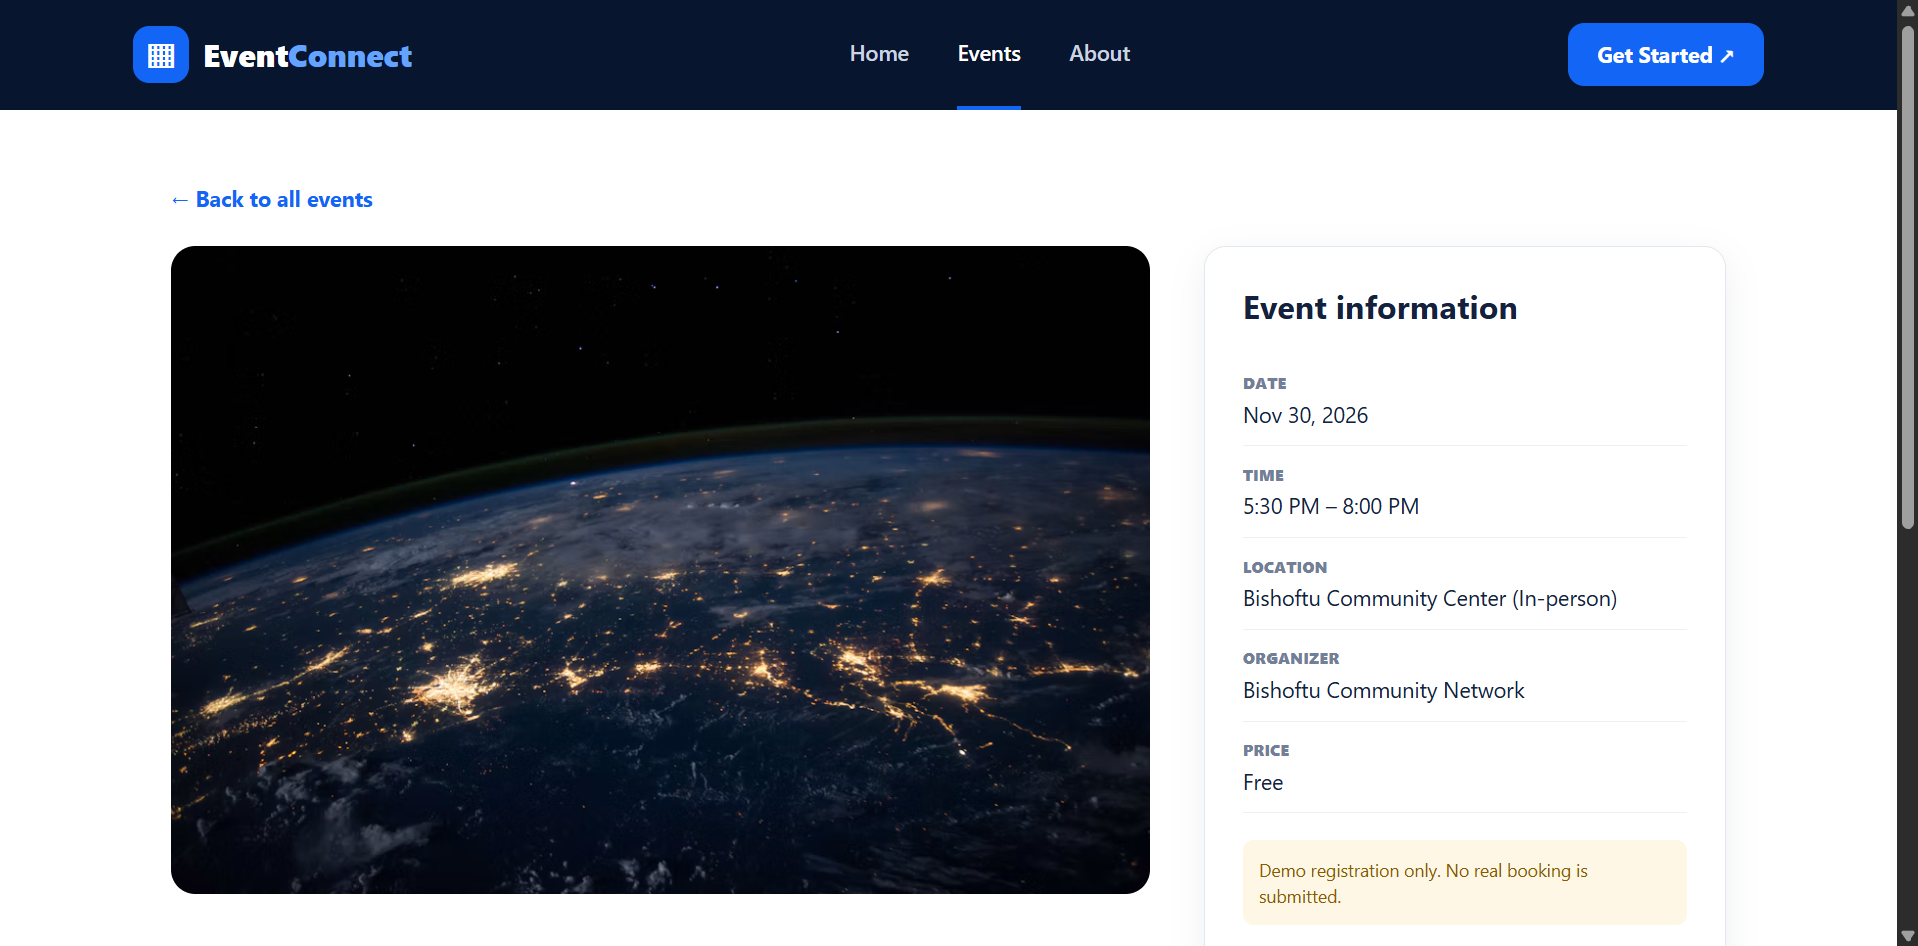 EventConnect
Home
Events
About
Get Started ↗
← Back to all events
Event information
DATE
Nov 30, 2026
TIME
5:30 PM – 8:00 PM
LOCATION
Bishoftu Community Center (In-person)
ORGANIZER
Bishoftu Community Network
PRICE
Free
Demo registration only. No real booking is
submitted.